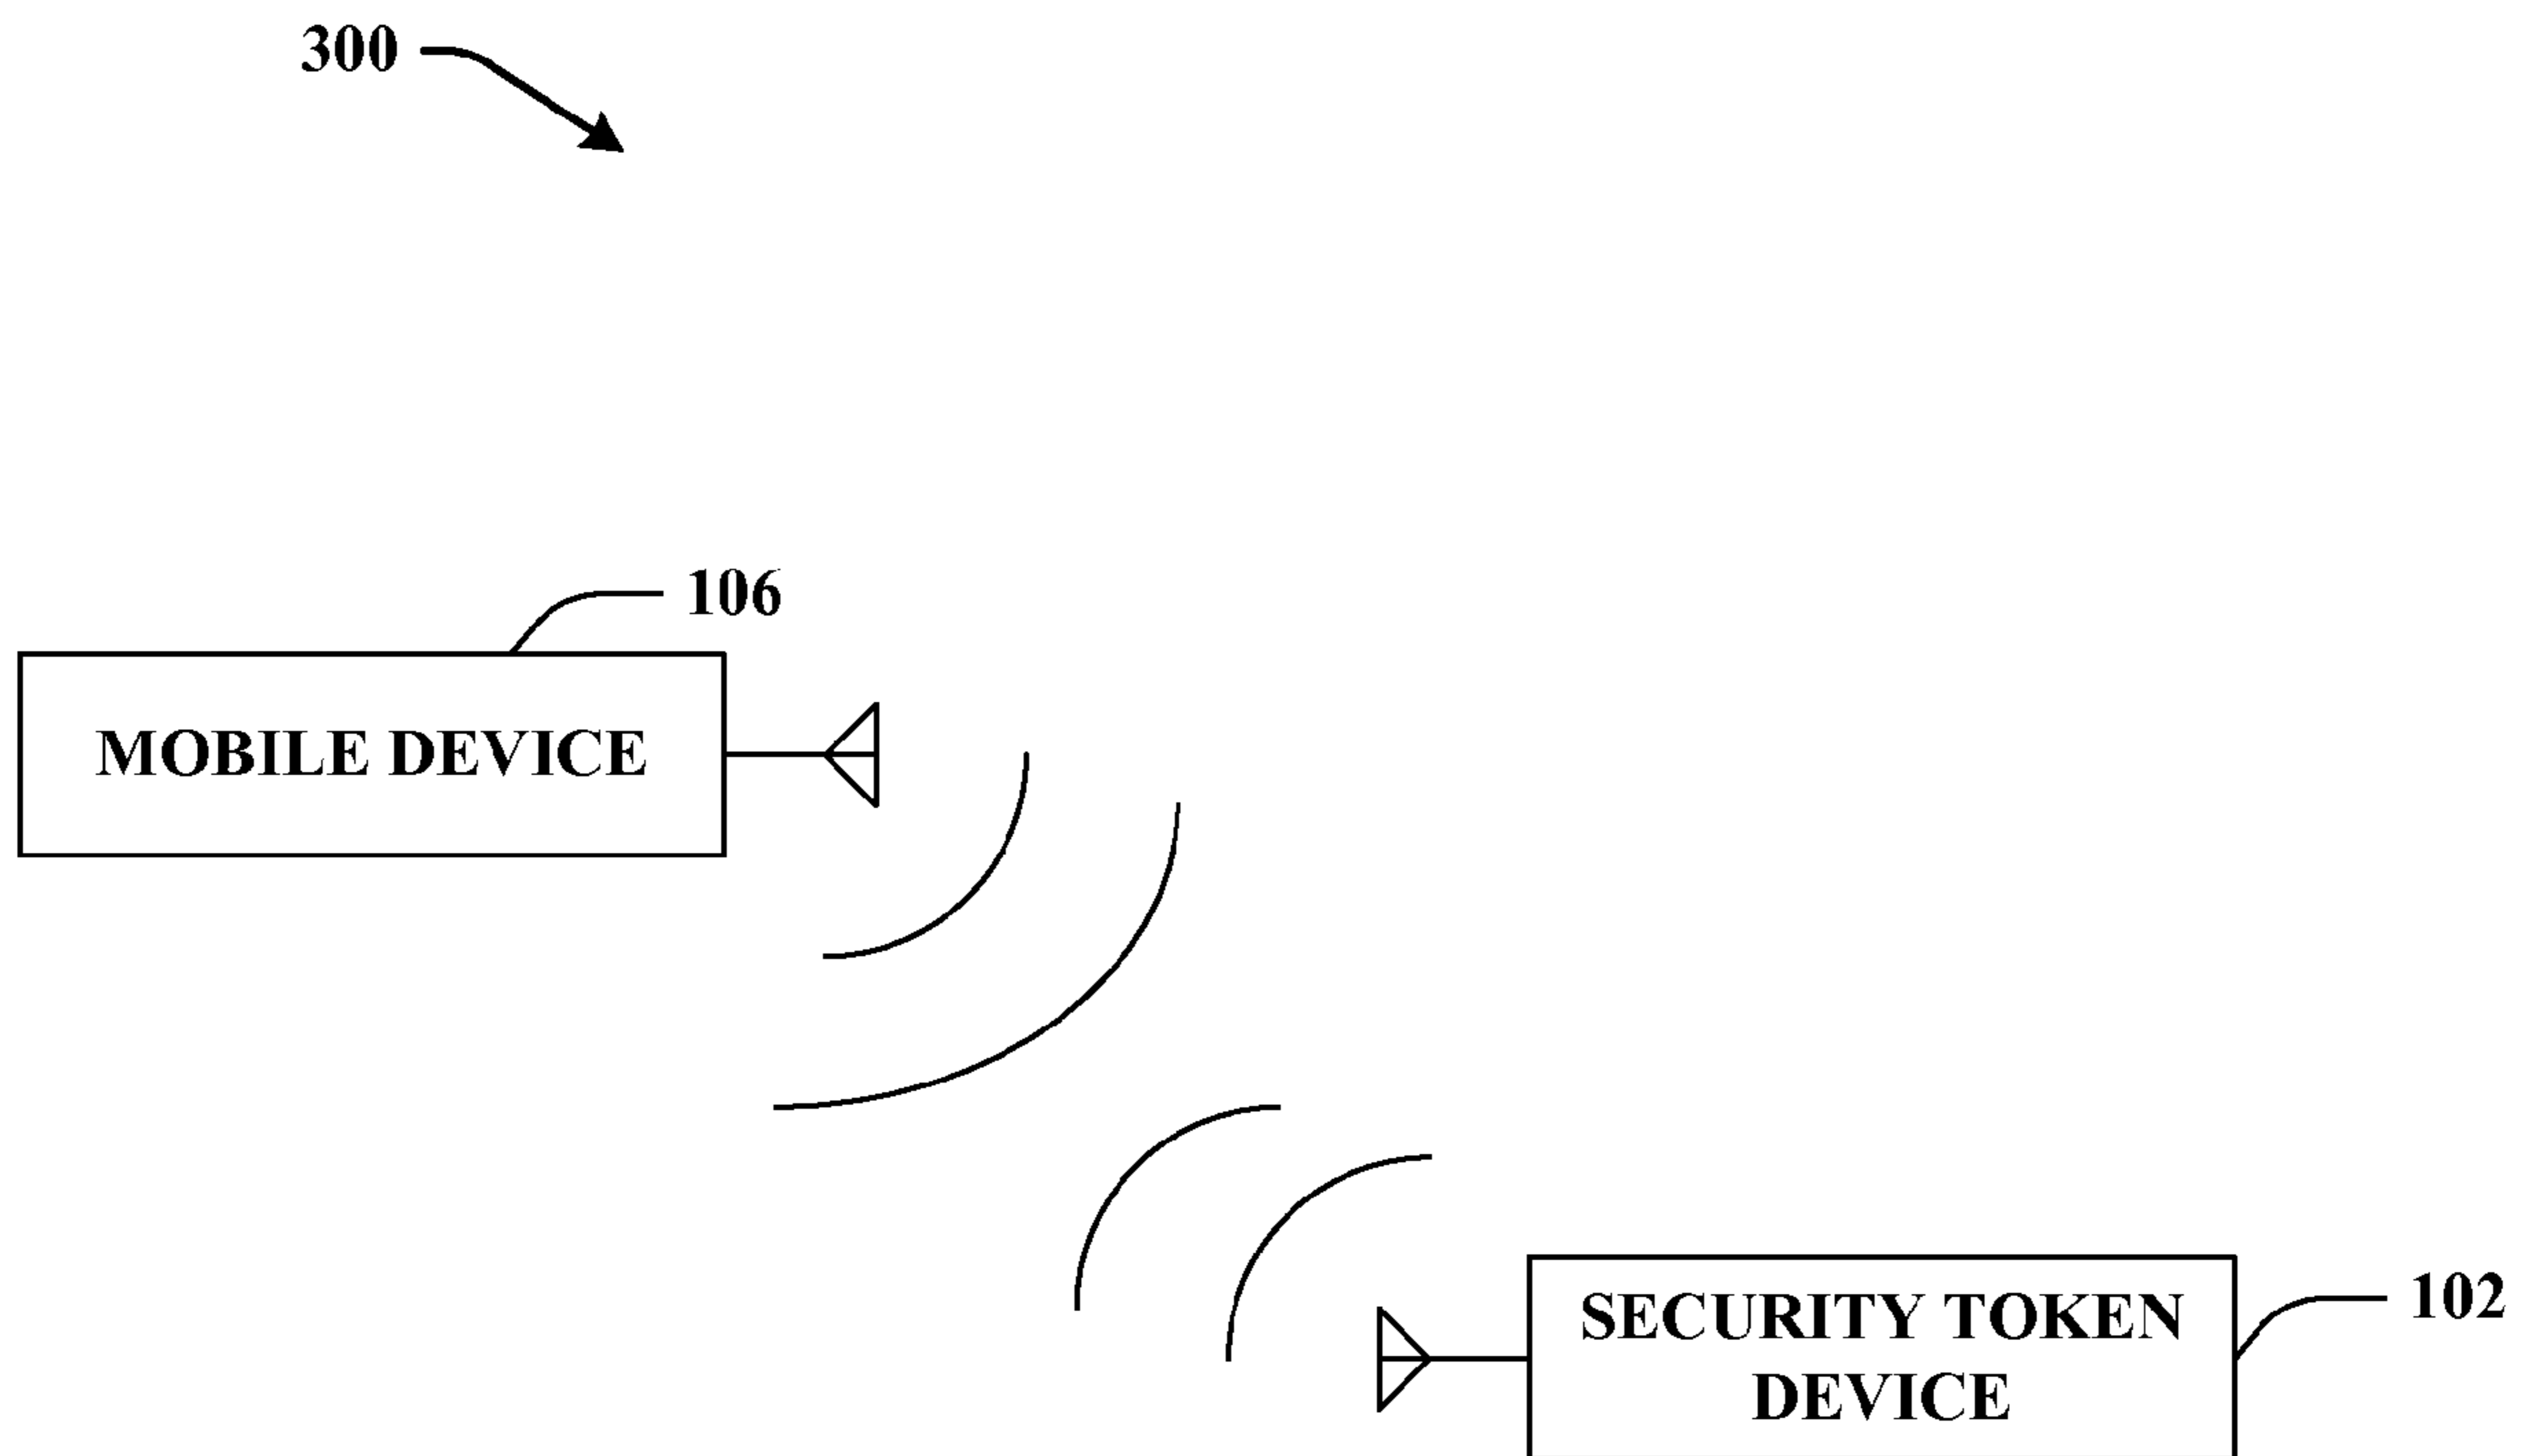 300
106
MOBILE DEVICE
SECURITY TOKEN
DEVICE
102